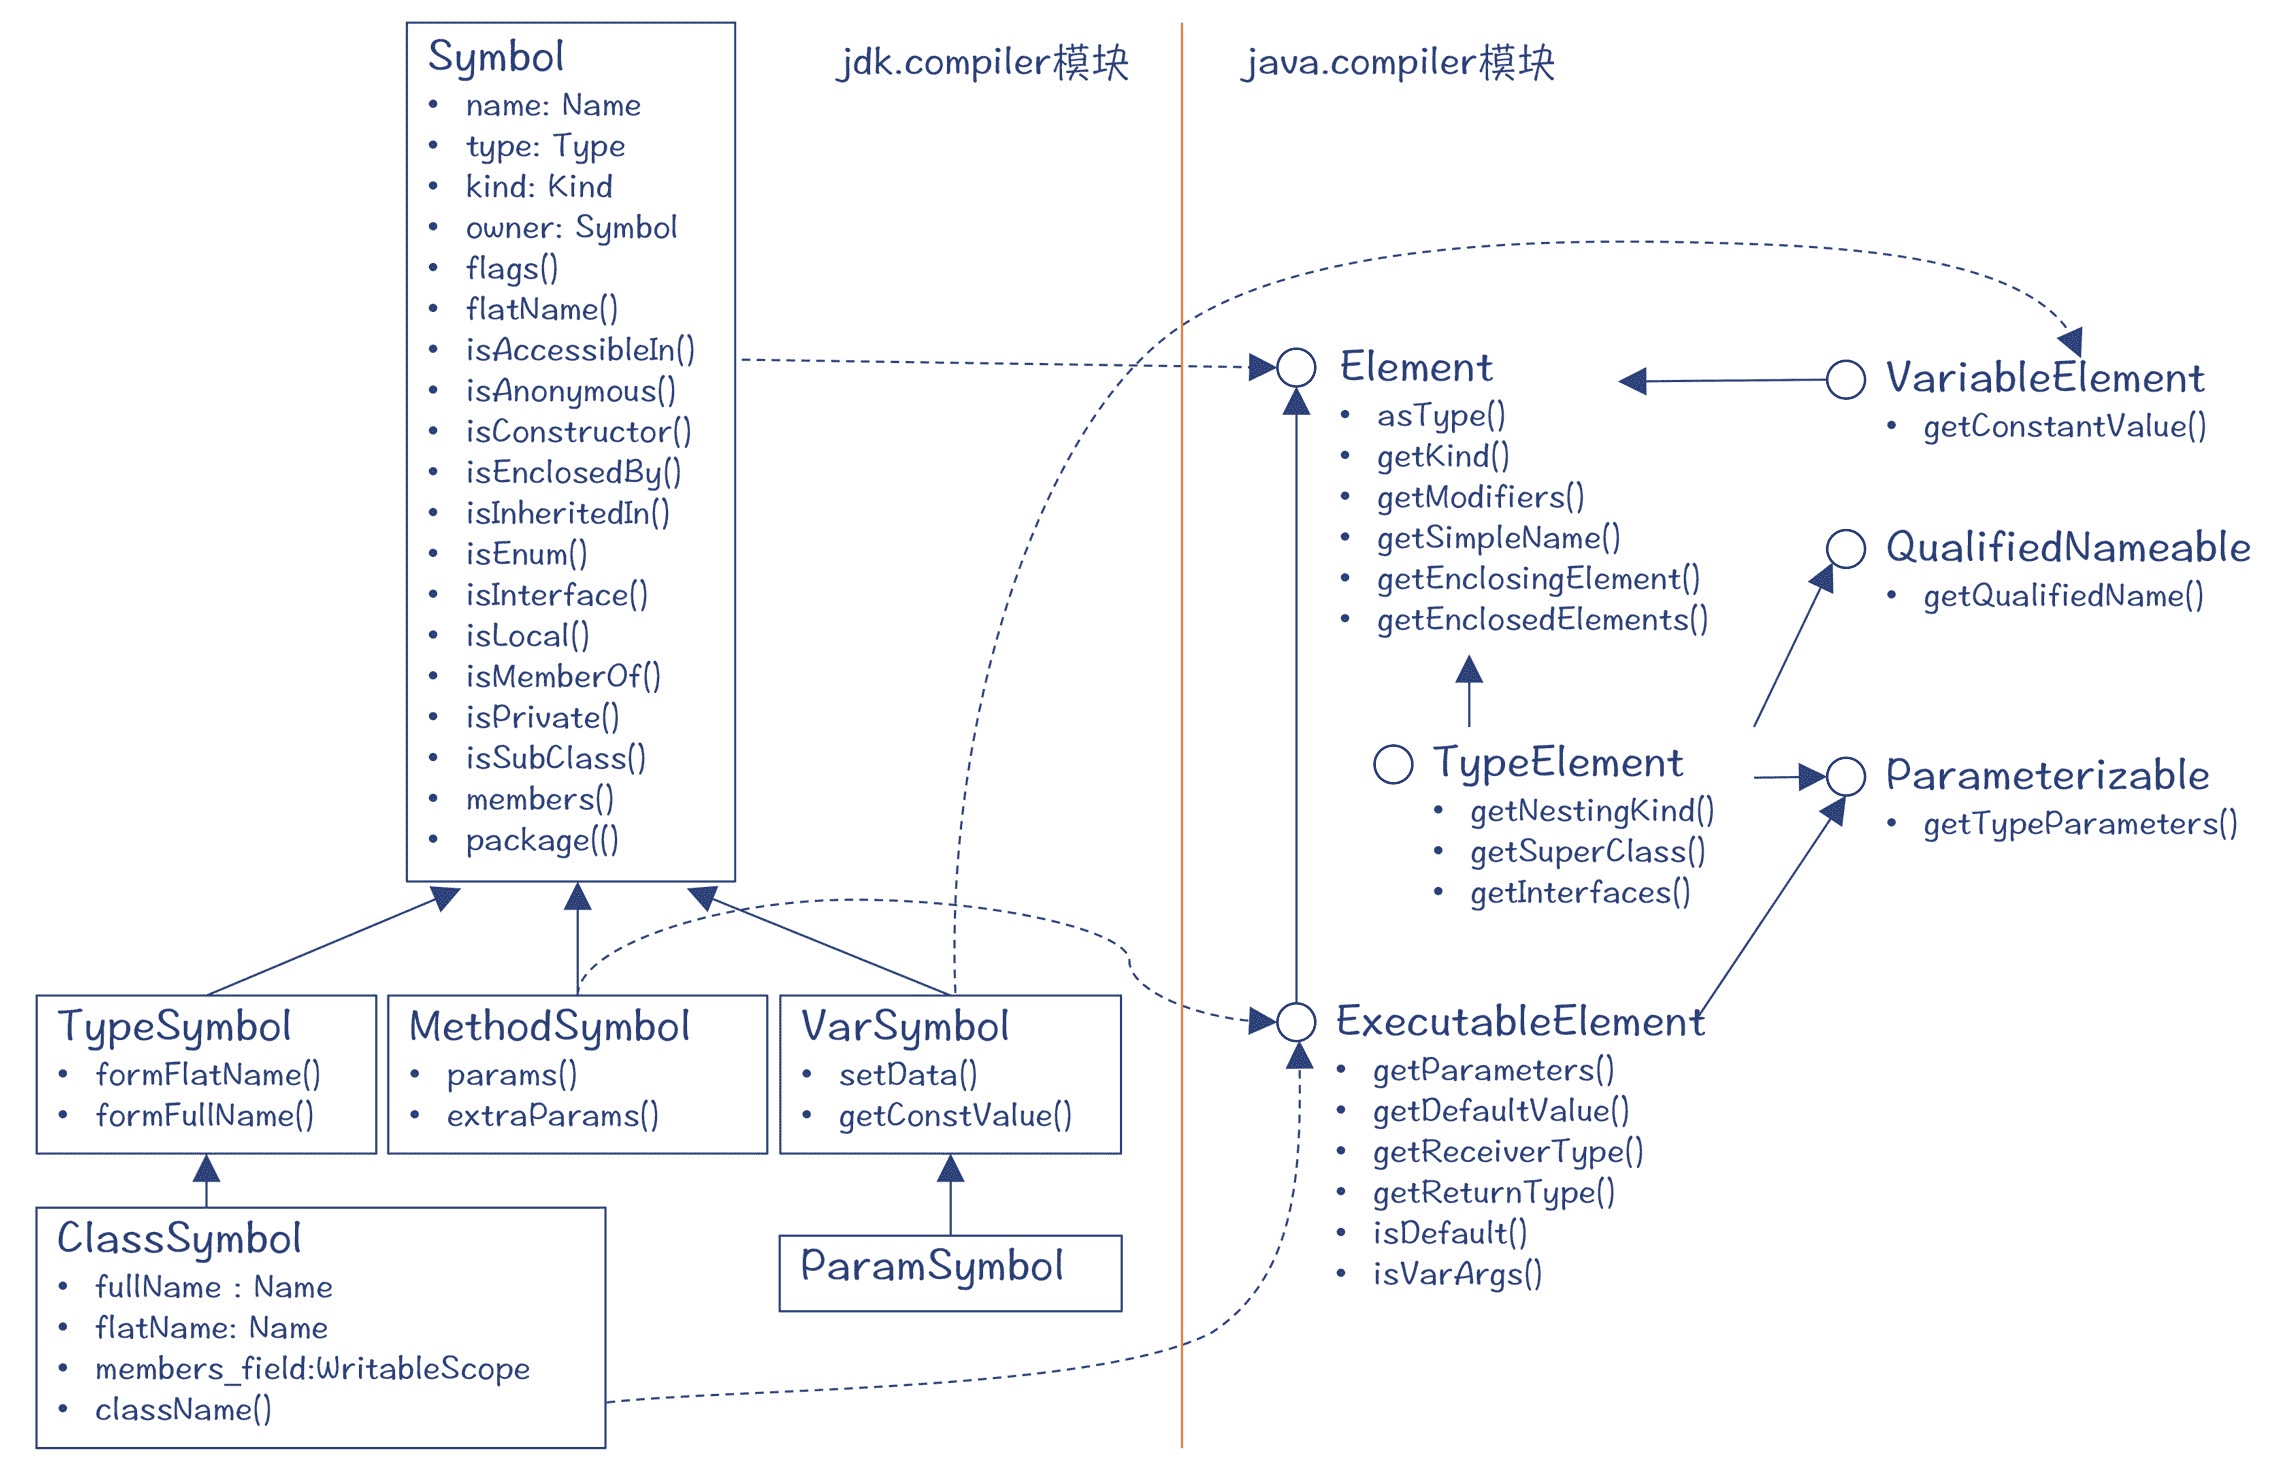 Symbol
• name: Name
• type: Type
• kind: Kind
• owner: Symbol
• flags()
• flatName()
• isAccessibleIn()
• isAnonymous()
• isConstructor()
• isEnclosedBy()
• isInheritedIn()
• isEnum()
• isInterface()
• isLocal()
• isMemberOf()
• isPrivate()
• isSubClass()
• members()
• package(()
TypeSymbol
• formFlatName()
• formFullName()
MethodSymbol
• params()
• extraParams()
VarSymbol
• setData()
• getConstValue()
ClassSymbol
• fullName : Name
• flatName: Name
• members_field:WritableScope
• className()
ParamSymbol
jdk.compiler模块
java.compiler模块
Element
• asType()
• getKind()
• getModifiers()
• getSimpleName()
• getEnclosingElement()
• getEnclosedElements()
VariableElement
• getConstantValue()
QualifiedNameable
• getQualifiedName()
TypeElement
• getNestingKind()
• getSuperClass()
• getInterfaces()
Parameterizable
• getTypeParameters()
ExecutableElement
• getParameters()
• getDefaultValue()
• getReceiverType()
• getReturnType()
• isDefault()
• isVarArgs()